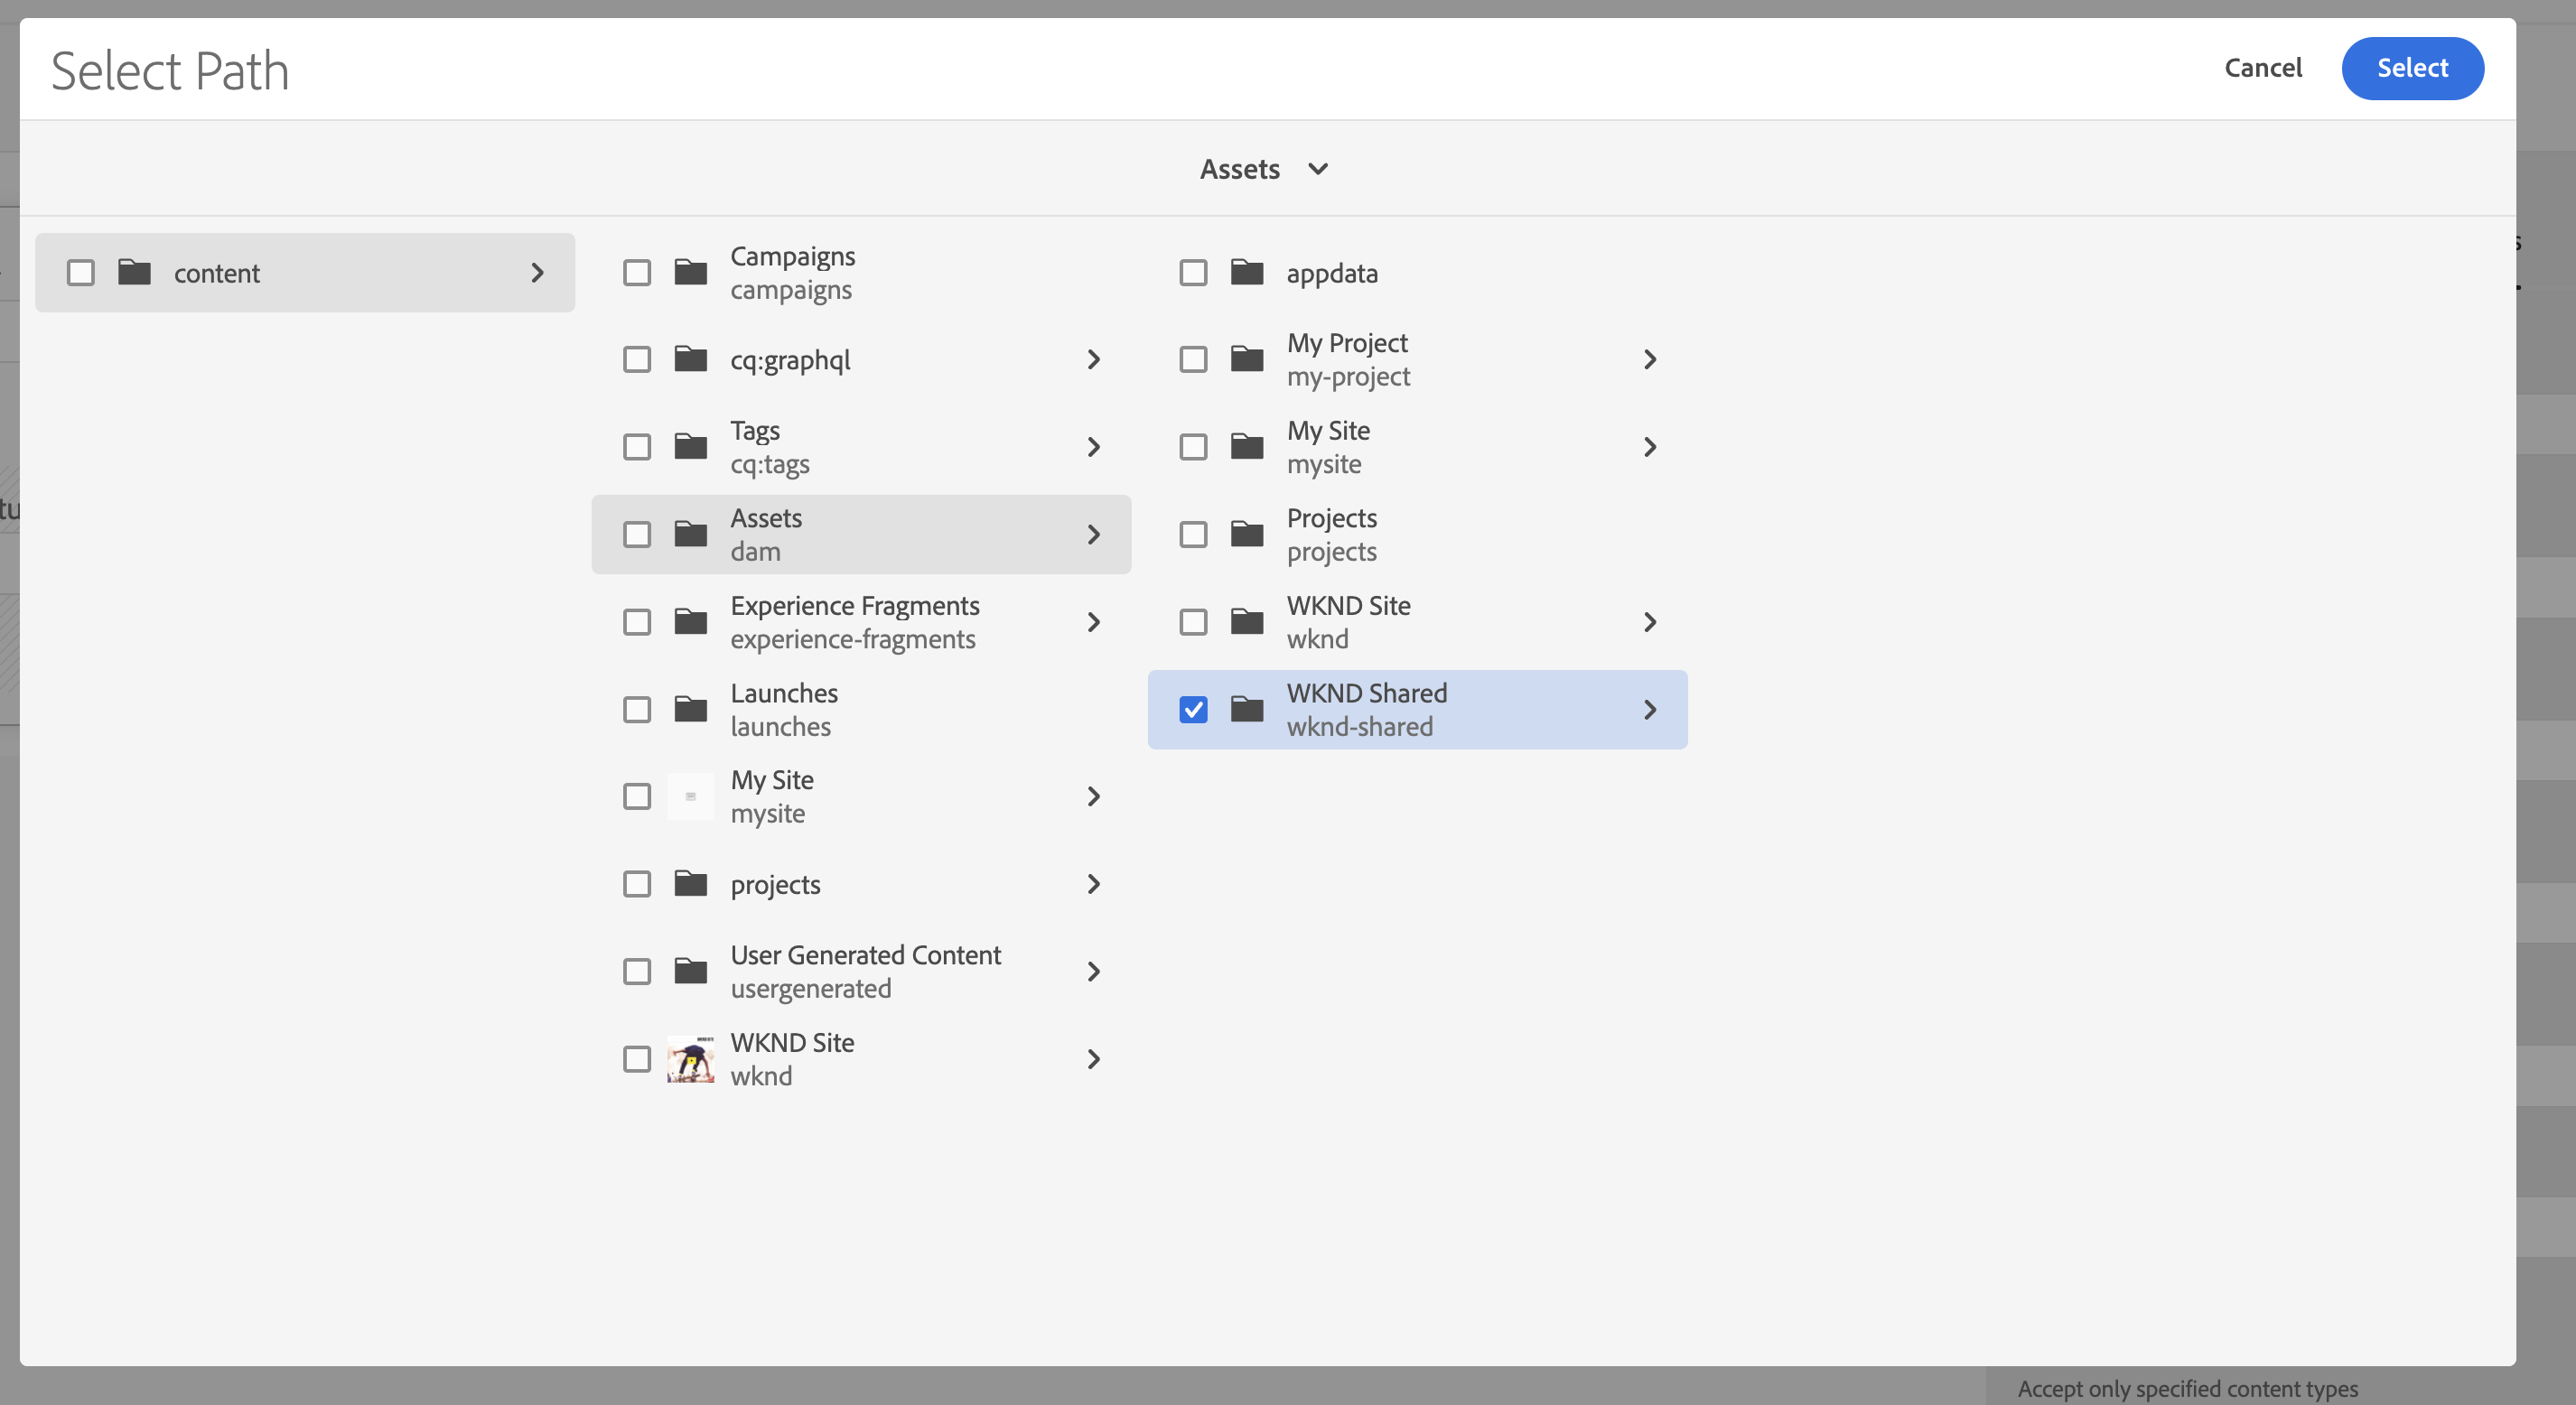 Select Path
Cancel
Select
Assets
content
Campaigns
campaigns
cq:graphql
Tags
cq:tags
Assets
dam
Experience Fragments
experience-fragments
Launches
launches
My Site
mysite
projects
User Generated Content
usergenerated
WKND Site
wknd
appdata
My Project
my-project
My Site
mysite
Projects
projects
WKND Site
wknd
WKND Shared
wknd-shared
tu
s
Accept only specified content types